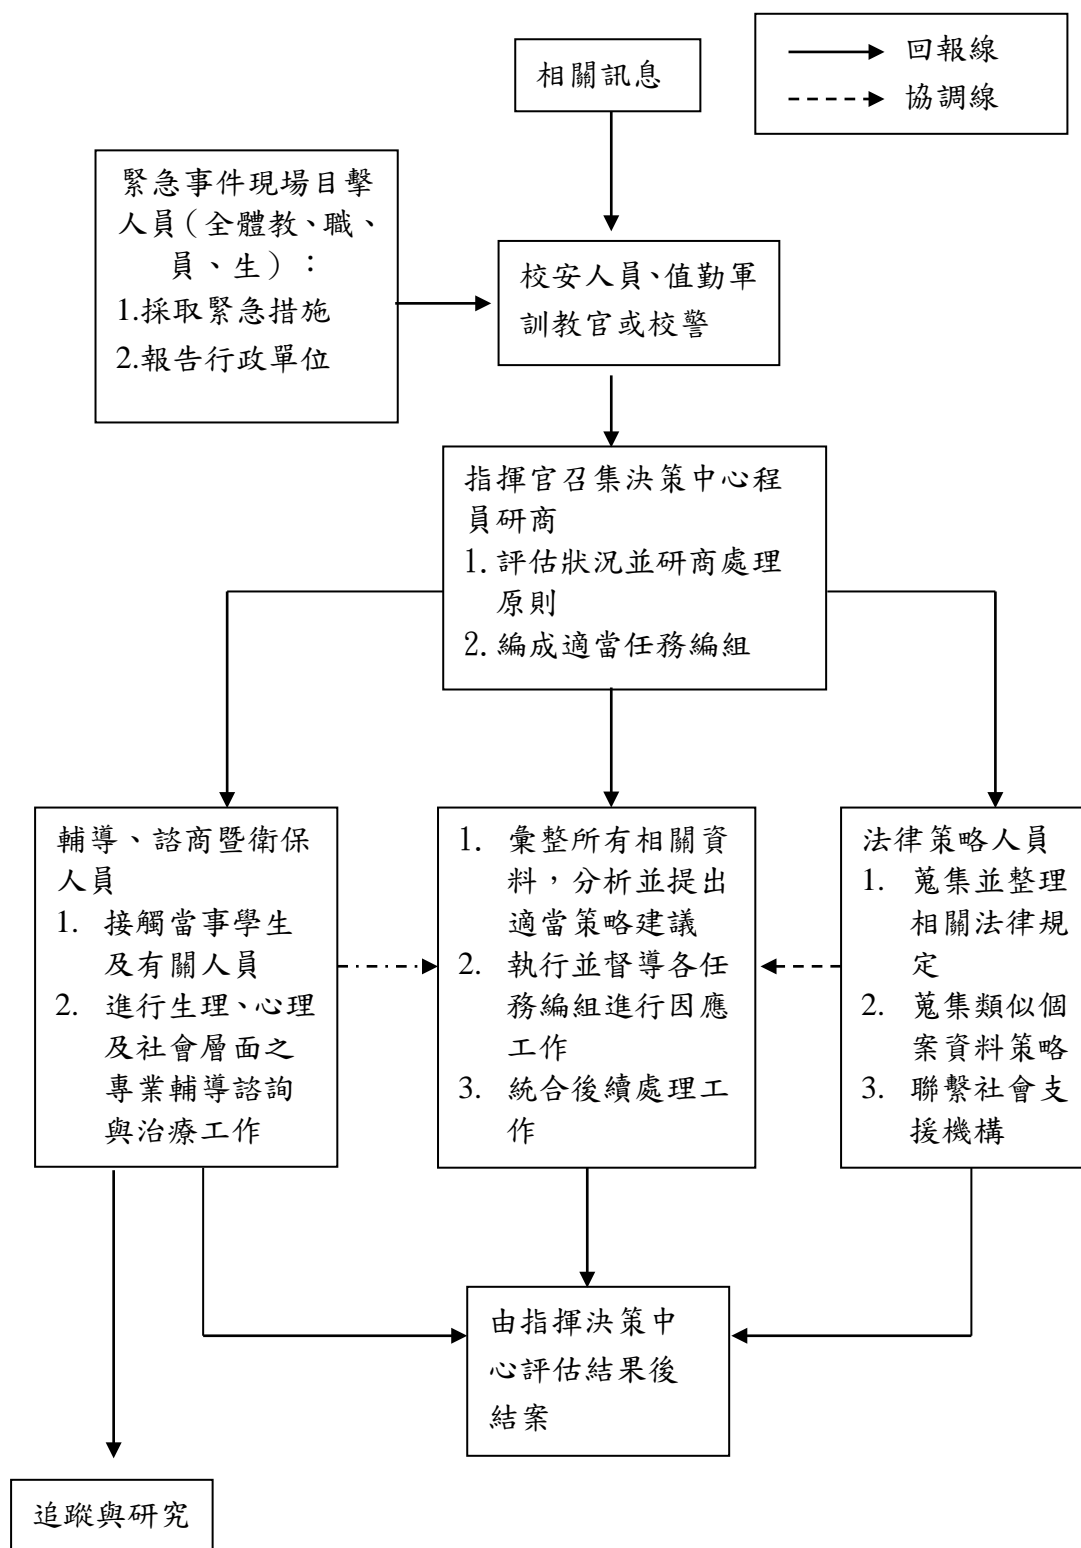 相關訊息
回報線
協調線
緊急事件現場目擊
人員（全體教、職、
員、生）：
1.採取緊急措施
2.報告行政單位
校安人員、值勤軍
訓教官或校警
指揮官召集決策中心程
員研商
1. 評估狀況並研商處理
原則
2. 編成適當任務編組
輔導、諮商暨衛保
人員
1. 接觸當事學生
及有關人員
2. 進行生理、心理
及社會層面之
專業輔導諮詢
與治療工作
1. 彙整所有相關資
料，分析並提出
適當策略建議
2. 執行並督導各任
務編組進行因應
工作
3. 統合後續處理工
作
法律策略人員
1. 蒐集並整理
相關法律規
定
2. 蒐集類似個
案資料策略
3. 聯繫社會支
援機構
由指揮決策中
心評估結果後
結案
追蹤與研究